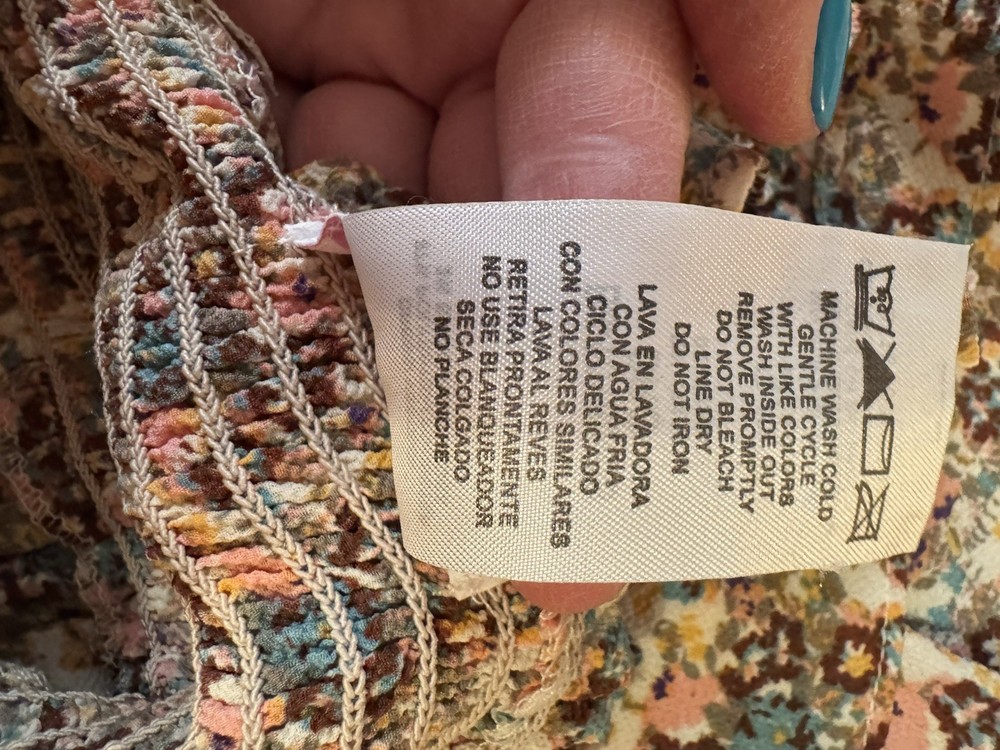 MACHINE WASH COLD
GENTLE CYCLE
WITH LIKE COLORS
WASH INSIDE OUT
REMOVE PROMPTLY
DO NOT BLEACH
LINE DRY
DO NOT IRON
LAVA EN LAVADORA
CON AGUA FRIA
CICLO DELICADO
CON COLORES SIMILARES
LAVA AL REVES
RETIRA PRONTAMENTE
NO USE BLANQUEADOR
SECA COLGADO
NO PLANCHE